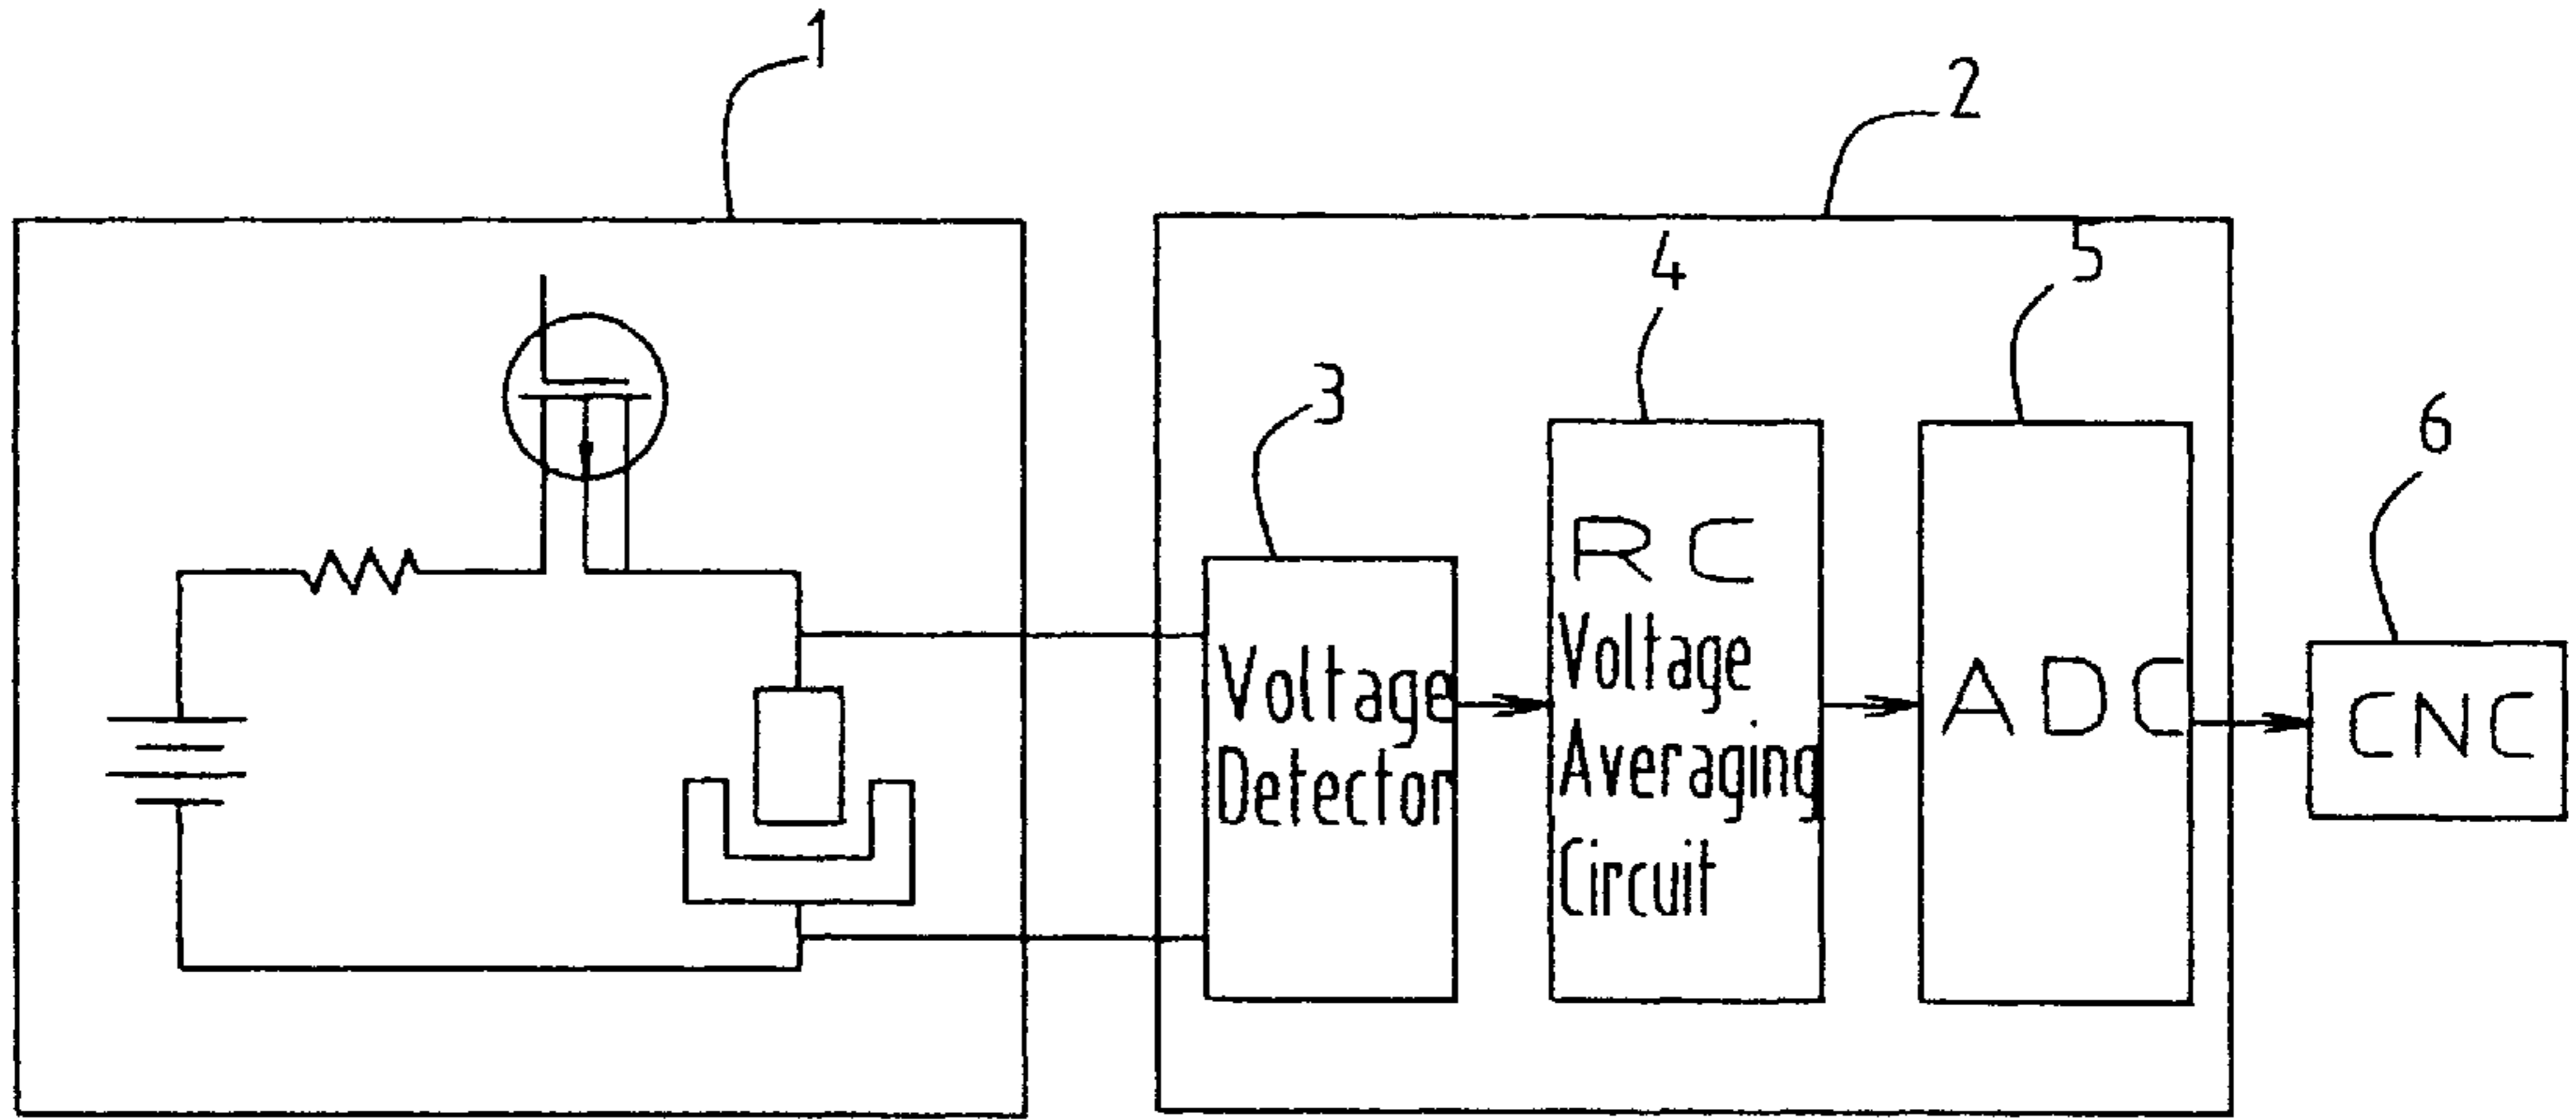 1
2
3
Voltage
Detector
4
RC
Voltage
Averaging
Circuit
5
ADC
6
CNC